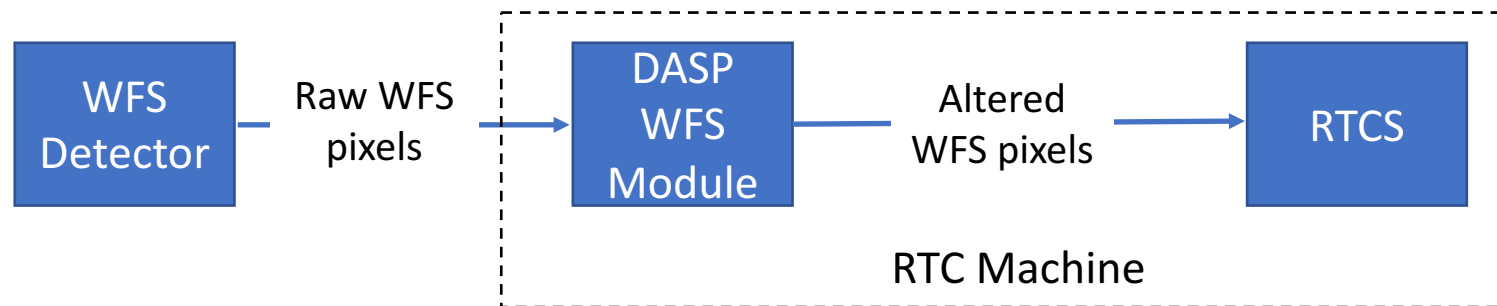 WFS
Detector
Raw WFS
pixels
DASP
WFS
Module
Altered
WFS pixels
RTCS
RTC Machine